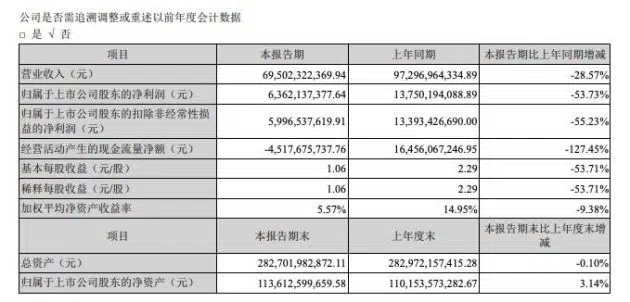 公司是否需追溯调整或重述以前年度会计数据
□ 是 √ 否
项目 本报告期 上年同期 本报告期比上年同期增减
营业收入（元） 69,502,322,369.94 97,296,964,334.89 -28.57%
归属于上市公司股东的净利润（元） 6,362,137,377.64 13,750,194,088.89 -53.73%
归属于上市公司股东的扣除非经常性损
益的净利润（元） 5,996,537,619.91 13,393,426,690.00 -55.23%
经营活动产生的现金流量净额（元） -4,517,675,737.76 16,456,067,246.95 -127.45%
基本每股收益（元/股） 1.06 2.29 -53.71%
稀释每股收益（元/股） 1.06 2.29 -53.71%
加权平均净资产收益率 5.57% 14.95% -9.38%
项目 本报告期末 上年度末 本报告期末比上年度末增
减
总资产（元） 282,701,982,872.11 282,972,157,415.28 -0.10%
归属于上市公司股东的净资产（元） 113,612,599,659.58 110,153,573,282.67 3.14%